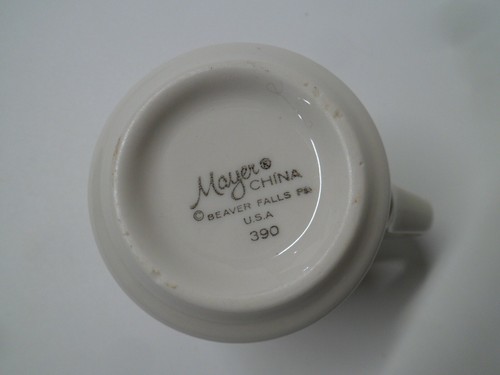 Mayer® CHINA
© BEAVER FALLS PA
U.S.A
390